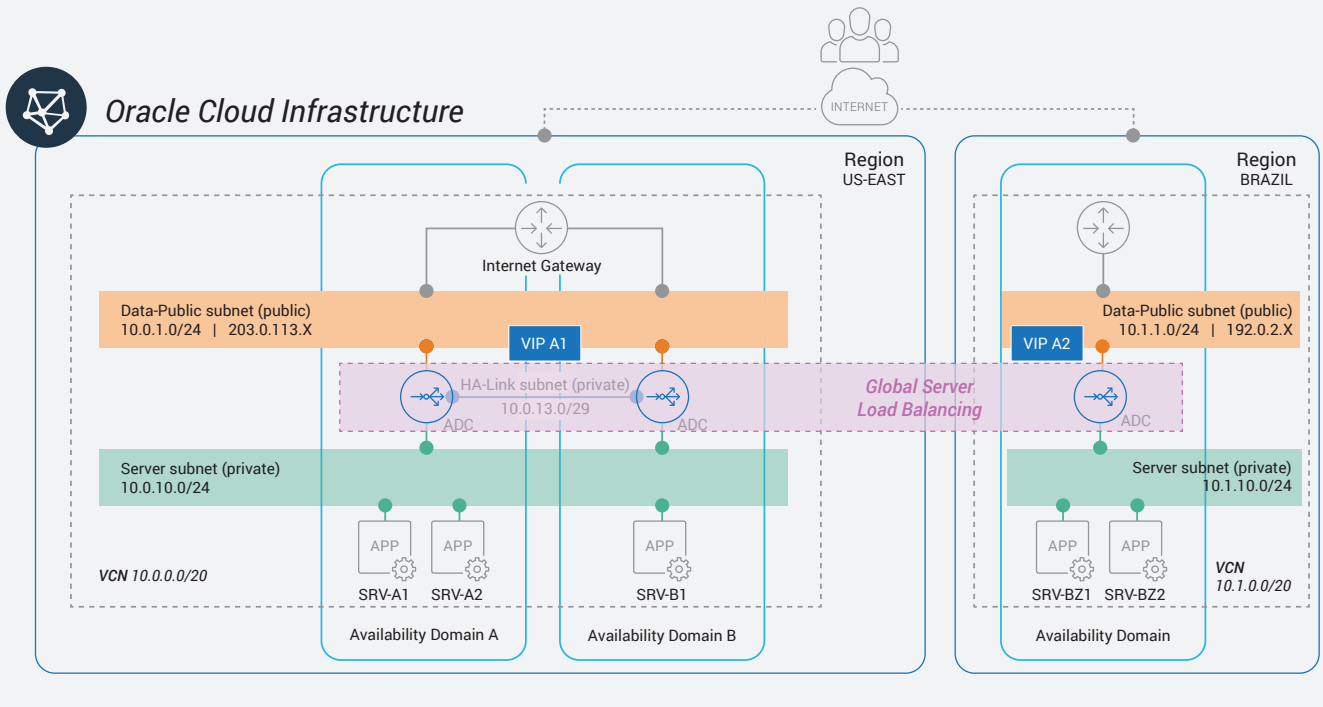 INTERNET
Oracle Cloud Infrastructure
Region
US-EAST
Internet Gateway
Data-Public subnet (public)
10.0.1.0/24 | 203.0.113.X
VIP A1
HA-Link subnet (private)
10.0.13.0/29
ADC
ADC
Global Server
Load Balancing
Server subnet (private)
10.0.10.0/24
APP
APP
APP
SRV-A1
SRV-A2
SRV-B1
VCN 10.0.0.0/20
Availability Domain A
Availability Domain B
Region
BRAZIL
Data-Public subnet (public)
10.1.1.0/24 | 192.0.2.X
VIP A2
ADC
Server subnet (private)
10.1.10.0/24
APP
APP
SRV-BZ1
SRV-BZ2
VCN
10.1.0.0/20
Availability Domain